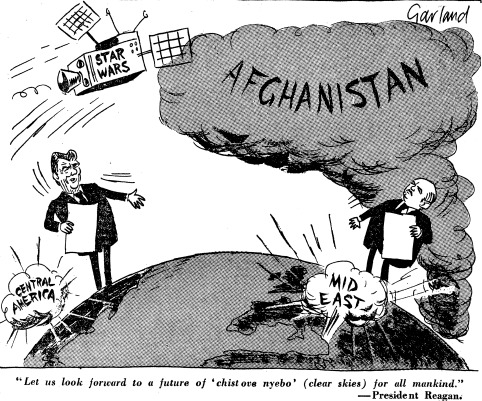 Garland
STAR
WARS
AFGHANISTAN
CENTRAL
AMERICA
MID
EAST
"Let us look forward to a future of 'chistove nyebo' (clear skies) for all mankind."
—President Reagan.